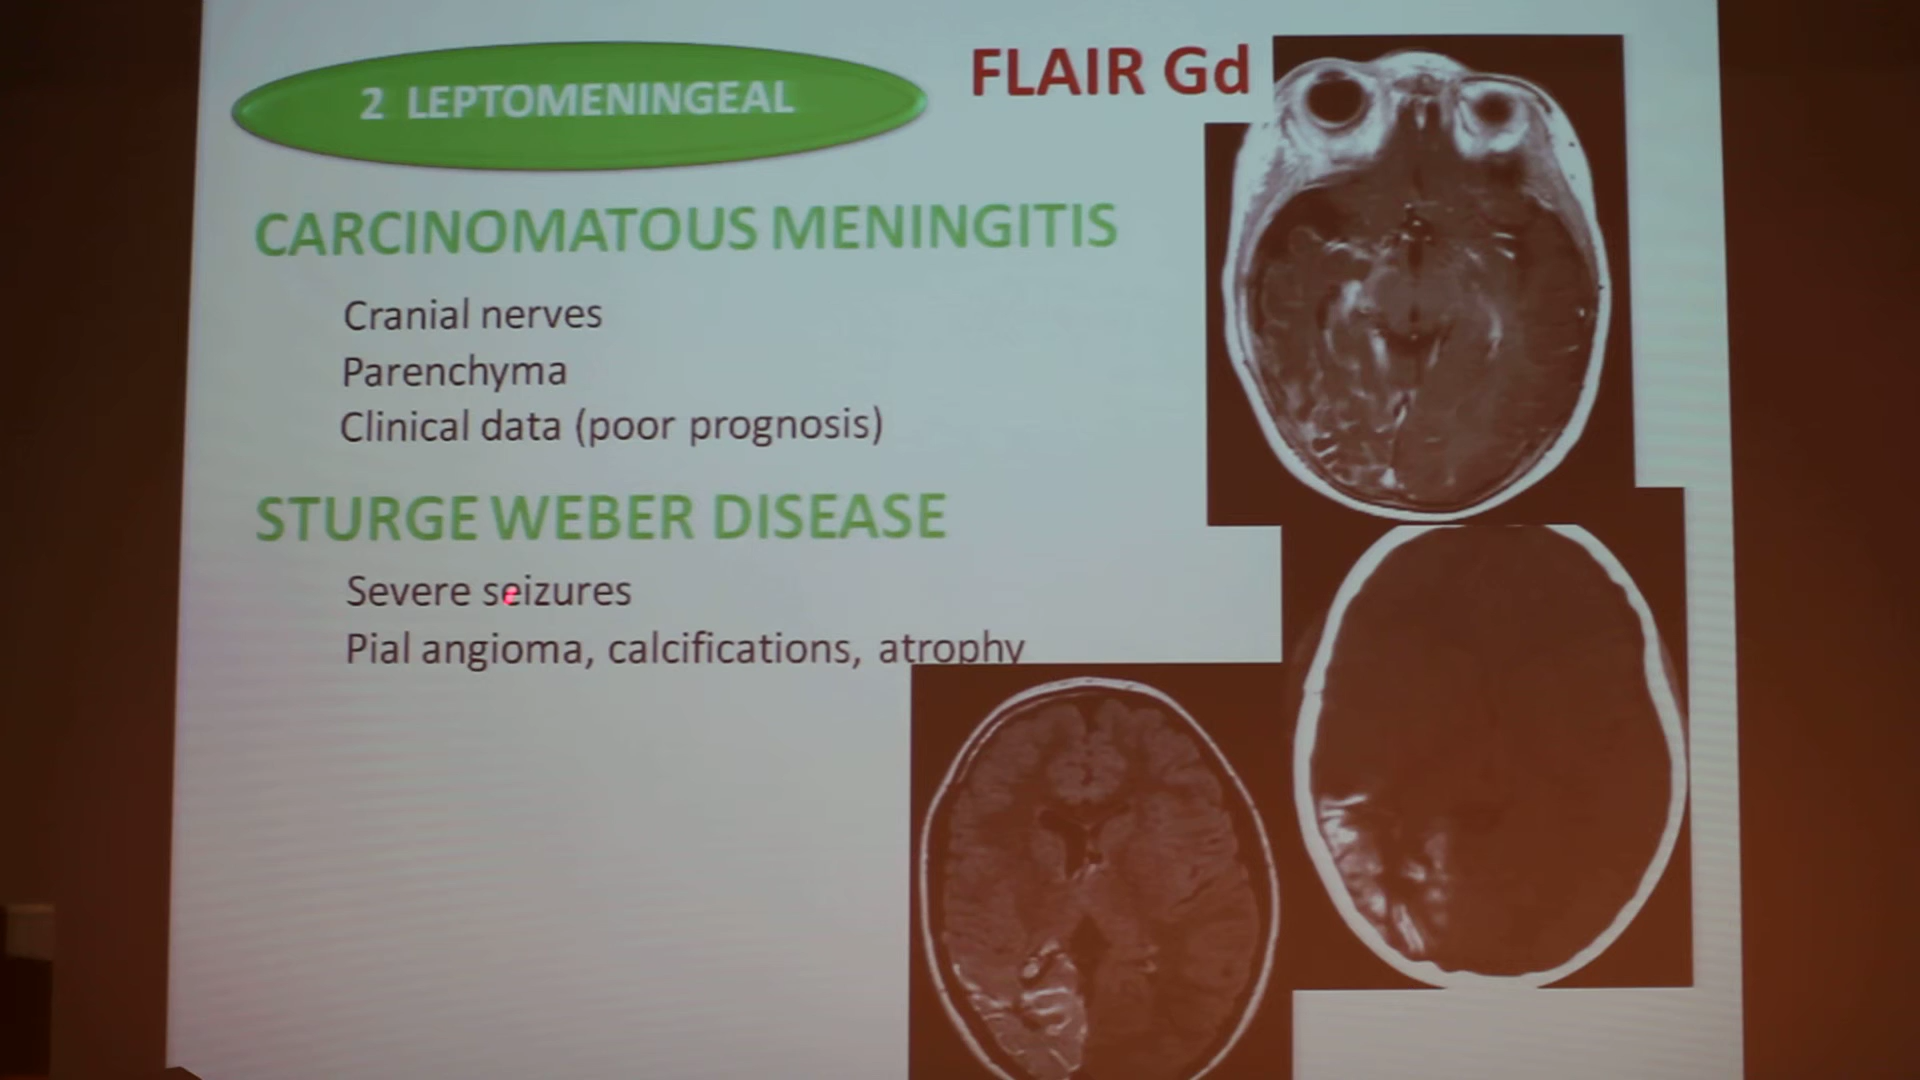 2 LEPTOMENINGEAL
FLAIR Gd
CARCINOMATOUS MENINGITIS
Cranial nerves
Parenchyma
Clinical data (poor prognosis)
STURGE WEBER DISEASE
Severe seizures
Pial angioma, calcifications, atrophy